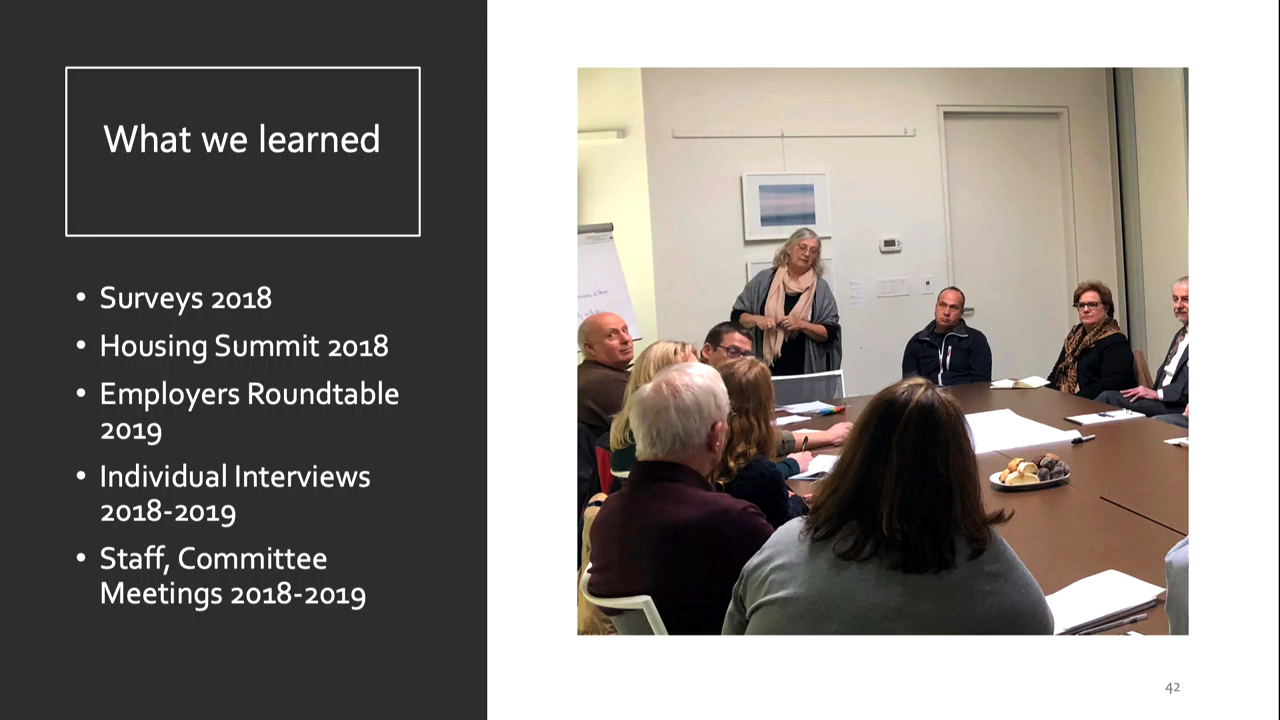 What we learned
• Surveys 2018
• Housing Summit 2018
• Employers Roundtable
2019
• Individual Interviews
2018-2019
• Staff, Committee
Meetings 2018-2019
42